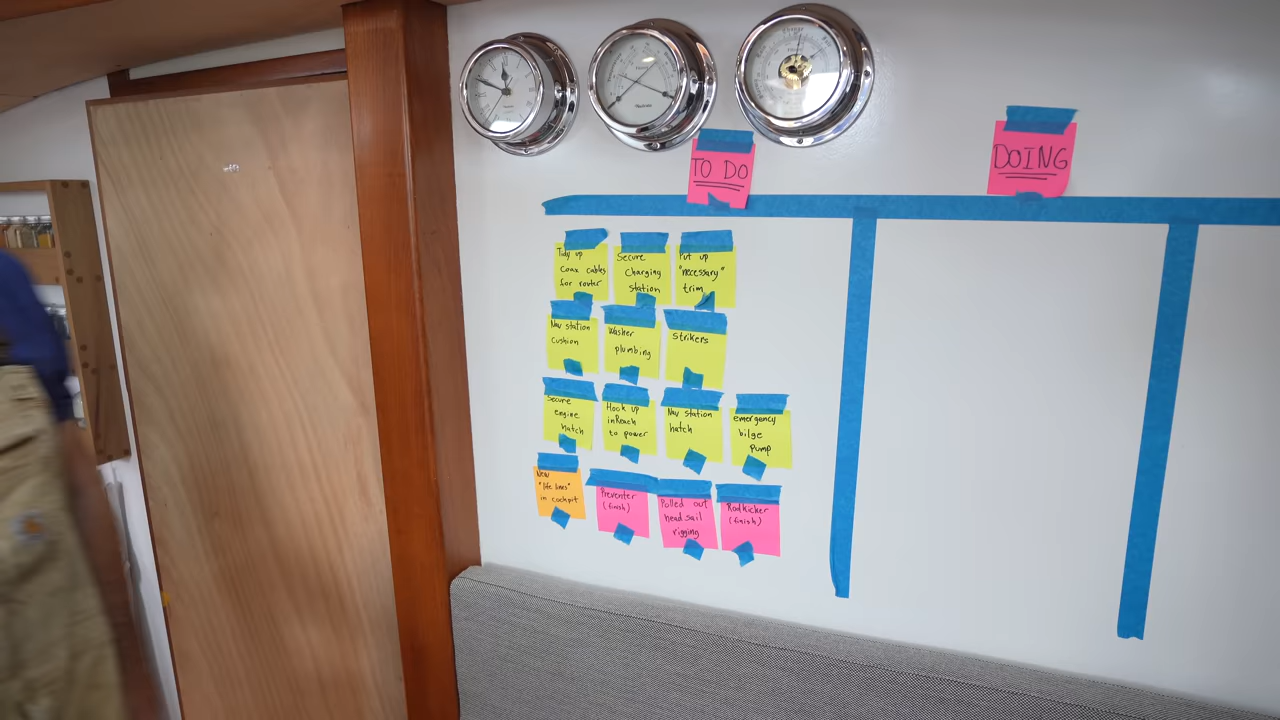 TO DO
DOING
Tidy up
coax cables
for router
Secure
Charging
station
Put up
"necessary"
trim
Nav station
cushion
Washer
plumbing
Strikers
Secure
engine
hatch
Hook up
inReach
to power
Nav station
hatch
emergency
bilge
pump
New
"life lines"
in cockpit
Preventer
(finish)
Polled out
head sail
rigging
Rodkicker
(finish)